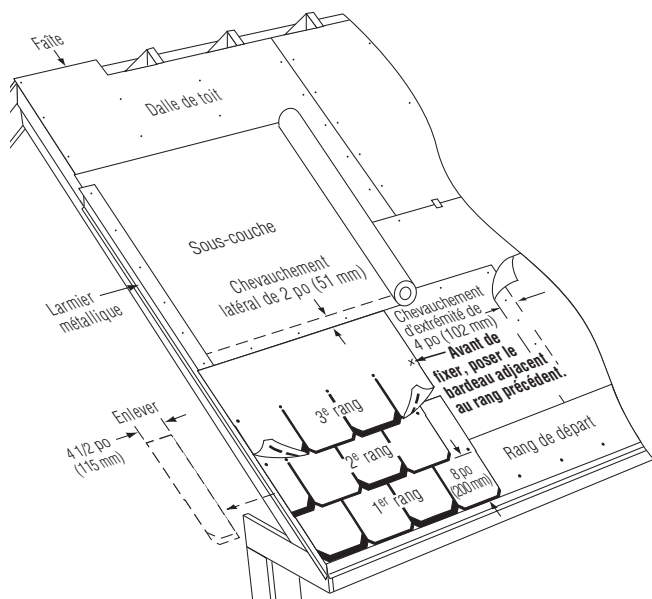 Faîte
Dalle de toit
Sous-couche
Chevauchement
latéral de 2 po (51 mm)
Larmier
métallique
Chevauchement
d'extrémité de
4 po (102 mm)
x
Avant de
fixer, poser le
bardeau adjacent
au rang précédent.
Enlever
4 1/2 po
(115 mm)
3e rang
2e rang
1er rang
8 po
(200 mm)
Rang de départ